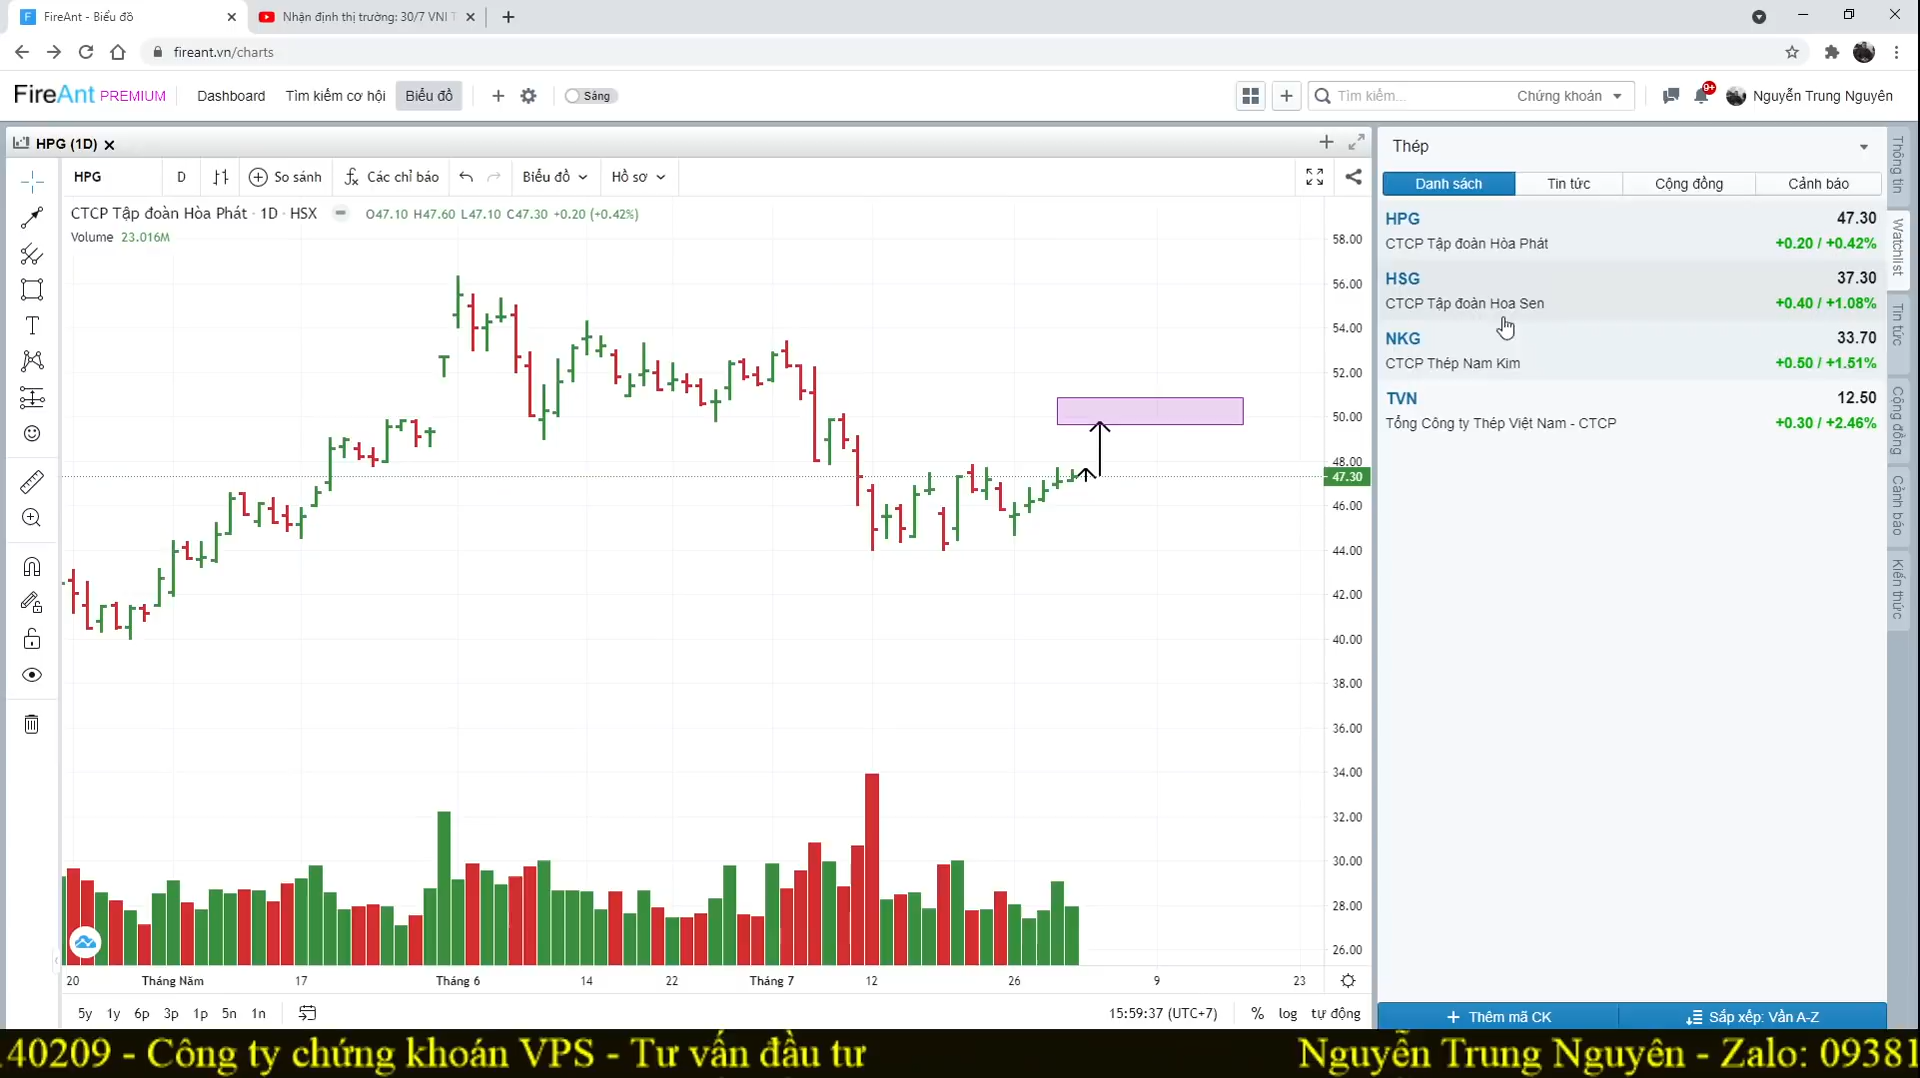 FireAnt - Biểu đồ
Nhận định thị trường: 30/7 VNI T
fireant.vn/charts
FireAnt PREMIUM
Dashboard
Tìm kiếm cơ hội
Biểu đồ
Sáng
Tìm kiếm...
Chứng khoán
9+
Nguyễn Trung Nguyên
HPG (1D)
HPG
D
So sánh
Các chỉ báo
Biểu đồ
Hồ sơ
CTCP Tập đoàn Hòa Phát · 1D · HSX
O47.10 H47.60 L47.10 C47.30 +0.20 (+0.42%)
Volume 23.016M
58.00
56.00
54.00
52.00
50.00
48.00
47.30
46.00
44.00
42.00
40.00
38.00
36.00
34.00
32.00
30.00
28.00
26.00
20
Tháng Năm
17
Tháng 6
14
22
Tháng 7
12
26
9
23
5y 1y 6p 3p 1p 5n 1n
15:59:37 (UTC+7)
% log tự động
Thép
Danh sách
Tin tức
Cộng đồng
Cảnh báo
HPG 47.30
CTCP Tập đoàn Hòa Phát +0.20 / +0.42%
HSG 37.30
CTCP Tập đoàn Hoa Sen +0.40 / +1.08%
NKG 33.70
CTCP Thép Nam Kim +0.50 / +1.51%
TVN 12.50
Tổng Công ty Thép Việt Nam - CTCP +0.30 / +2.46%
Thêm mã CK
Sắp xếp: Vần A-Z
Thông tin
Watchlist
Tin tức
Cộng đồng
Cảnh báo
Kiến thức
140209 - Công ty chứng khoán VPS - Tư vấn đầu tư
Nguyễn Trung Nguyên - Zalo: 09381